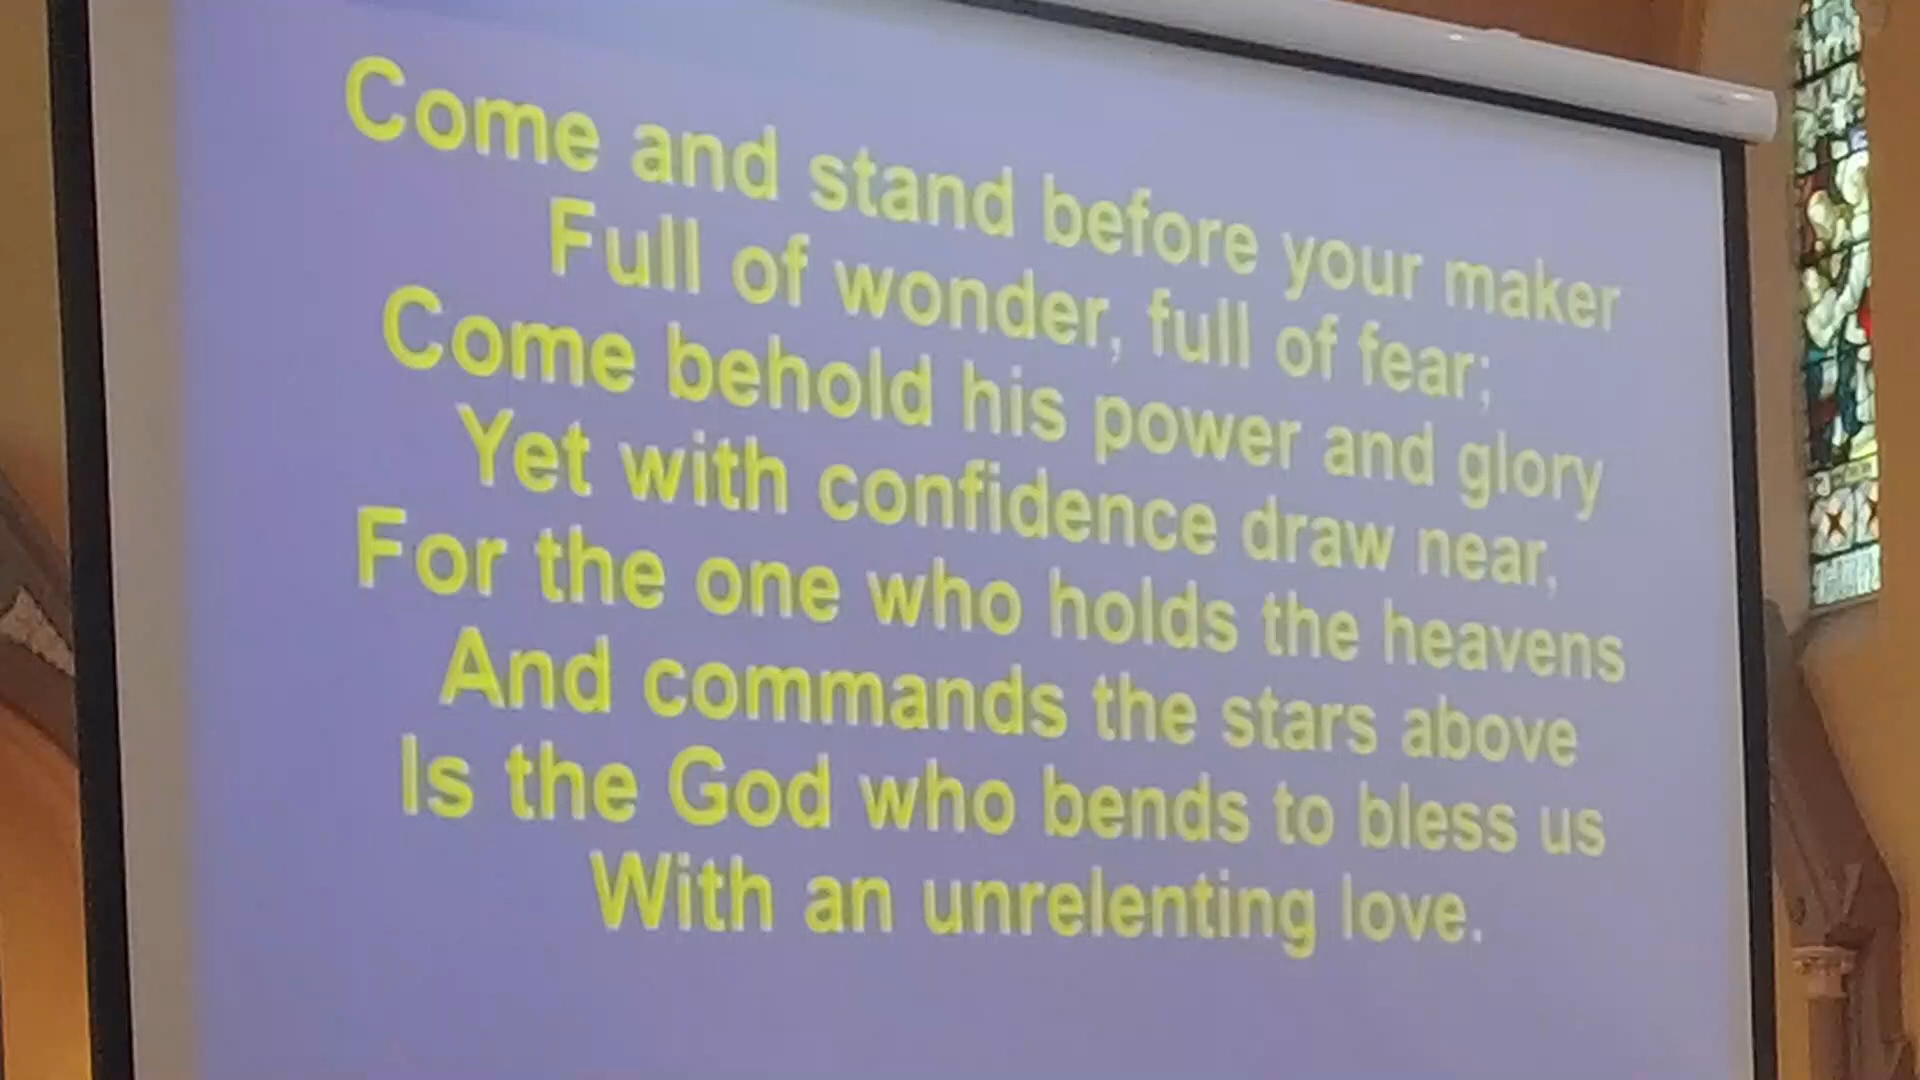 Come and stand before your maker
Full of wonder, full of fear;
Come behold his power and glory
Yet with confidence draw near,
For the one who holds the heavens
And commands the stars above
Is the God who bends to bless us
With an unrelenting love.